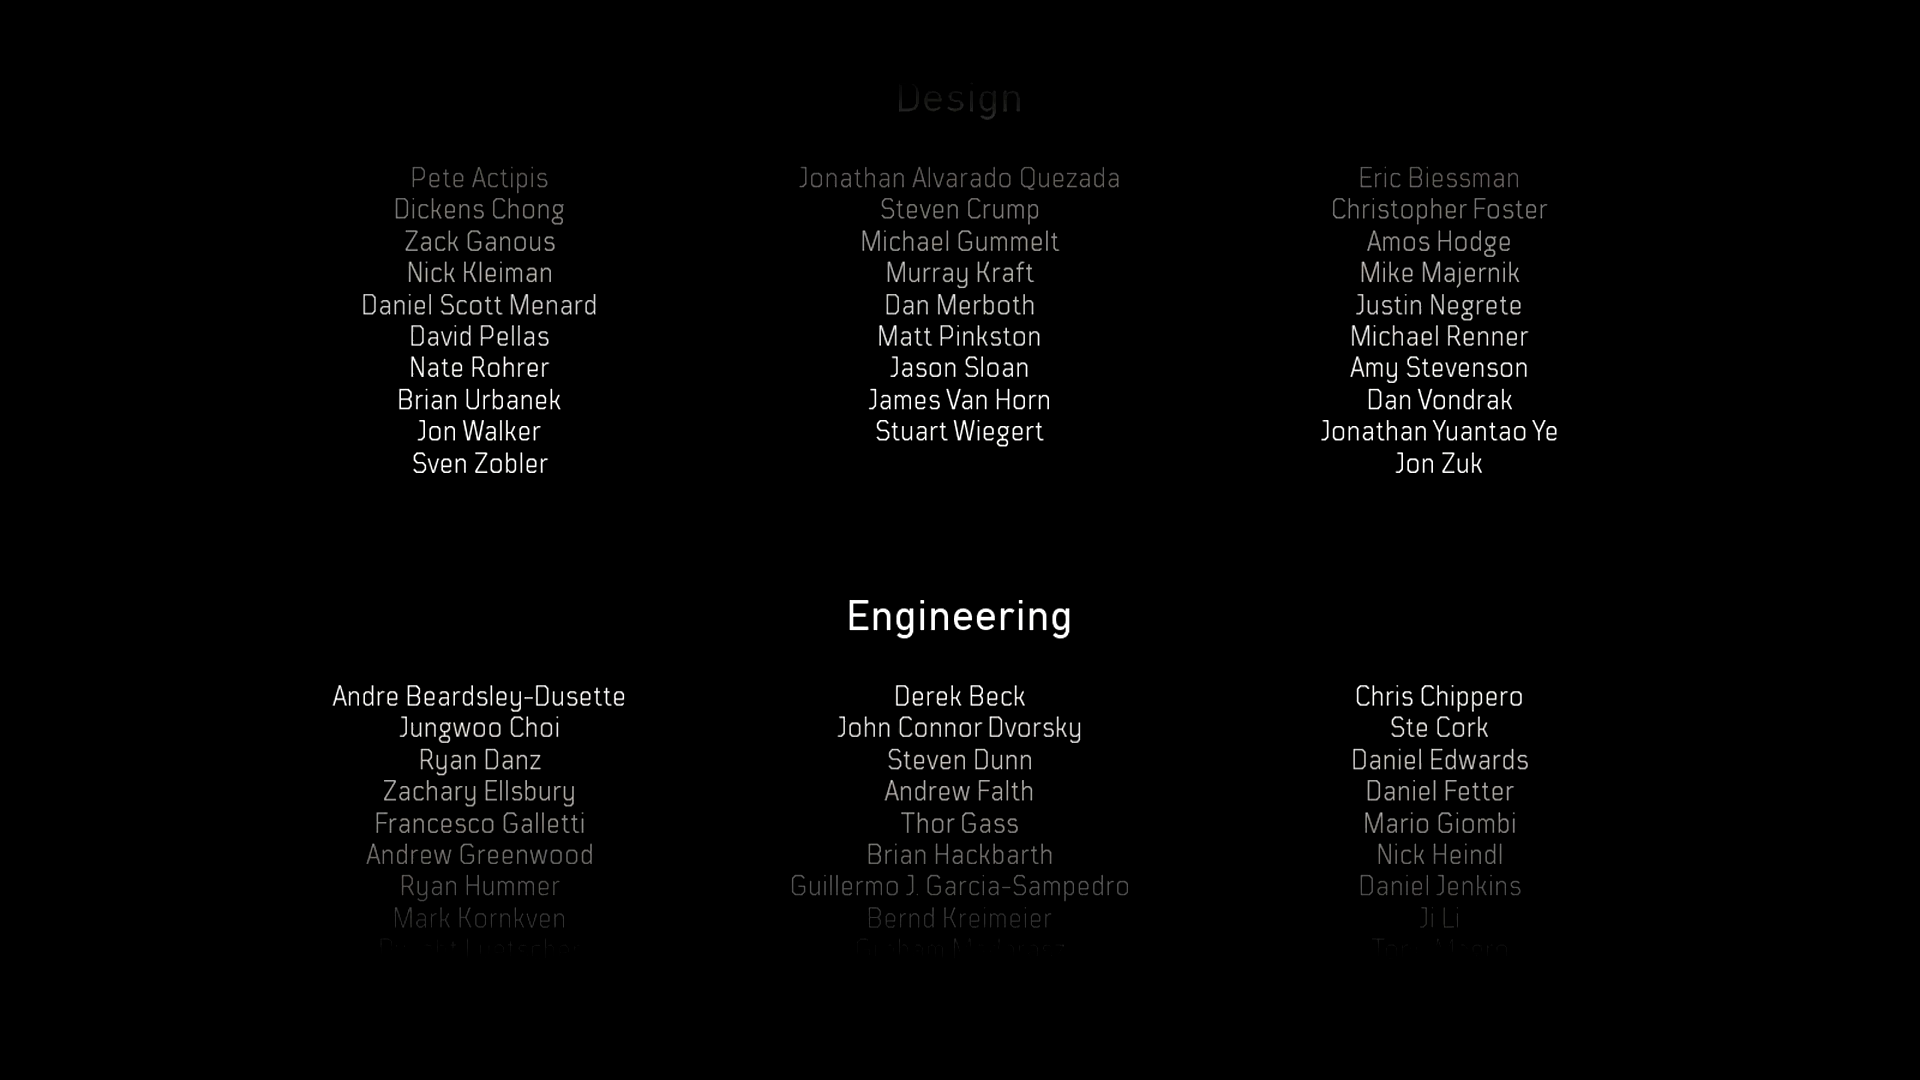 Design
Pete Actipis Jonathan Alvarado Quezada Eric Biessman
Dickens Chong Steven Crump Christopher Foster
Zack Ganous Michael Gummelt Amos Hodge
Nick Kleiman Murray Kraft Mike Majernik
Daniel Scott Menard Dan Merboth Justin Negrete
David Pellas Matt Pinkston Michael Renner
Nate Rohrer Jason Sloan Amy Stevenson
Brian Urbanek James Van Horn Dan Vondrak
Jon Walker Stuart Wiegert Jonathan Yuantao Ye
Sven Zobler Jon Zuk
Engineering
Andre Beardsley-Dusette Derek Beck Chris Chippero
Jungwoo Choi John Connor Dvorsky Ste Cork
Ryan Danz Steven Dunn Daniel Edwards
Zachary Ellsbury Andrew Falth Daniel Fetter
Francesco Galletti Thor Gass Mario Giombi
Andrew Greenwood Brian Hackbarth Nick Heindl
Ryan Hummer Guillermo J. Garcia-Sampedro Daniel Jenkins
Mark Kornkven Bernd Kreimeier Ji Li